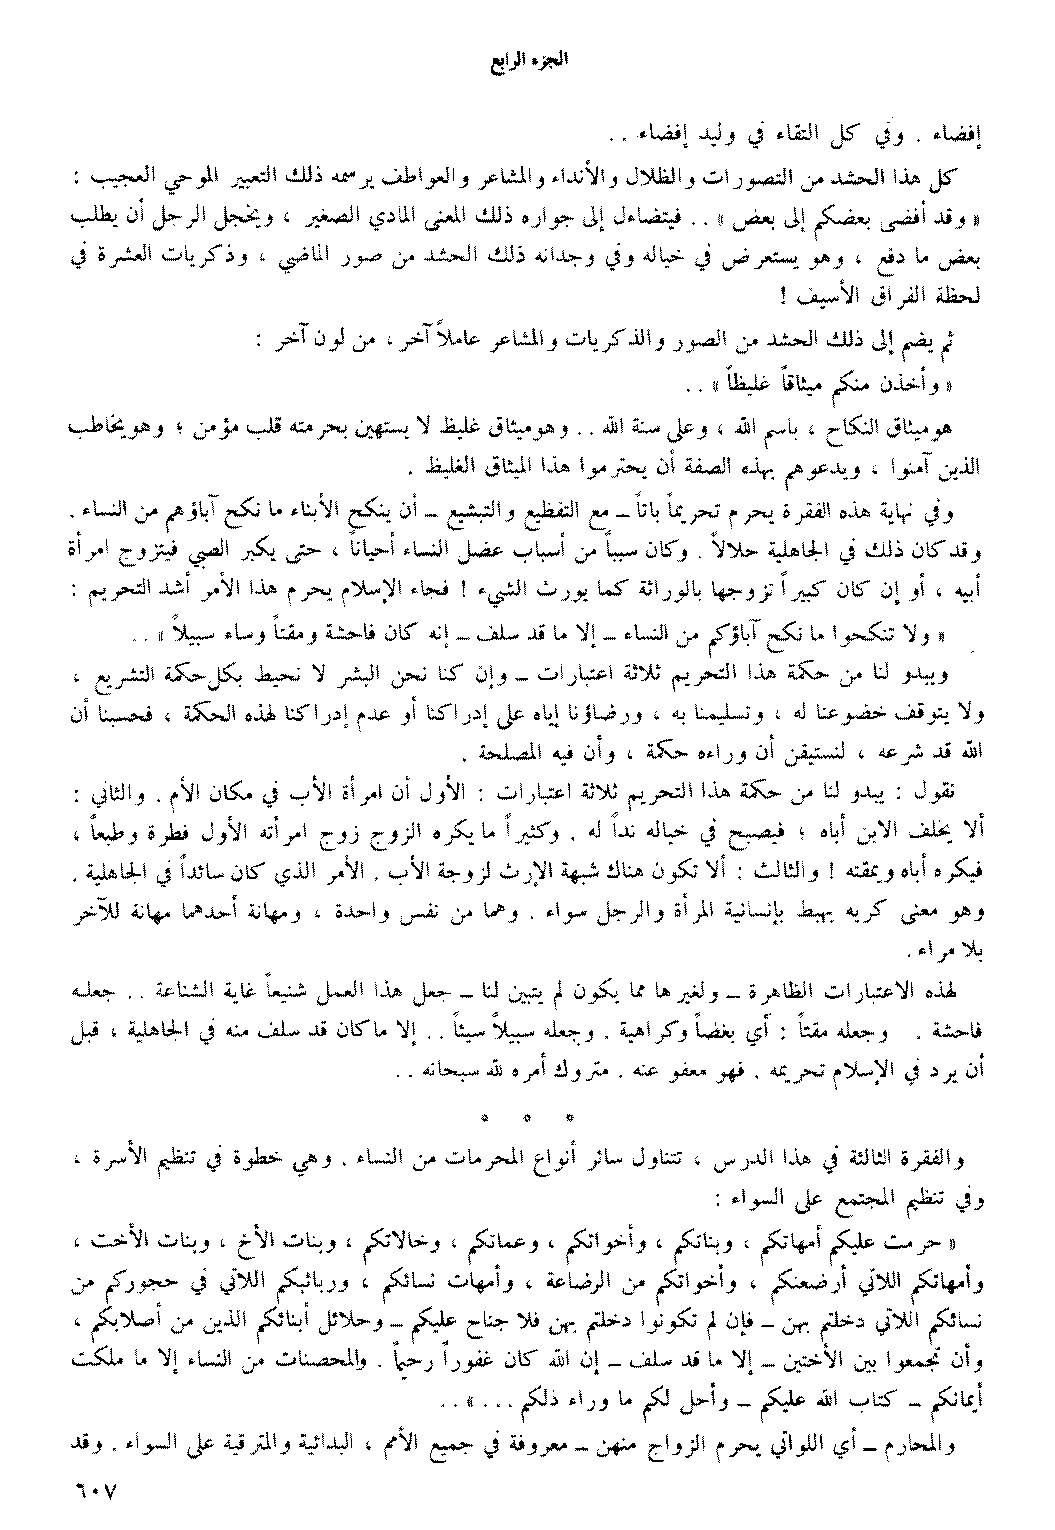 الجزء الرابع
إفضاء . وفي كل التقاء في وليد إفضاء . .
كل هذا الحشد من التصورات والظلال والأنداء والمشاعر والعواطف يرسمه ذلك التعبير الموحي العجيب :
« وقد أفضى بعضكم إلى بعض » . . فيتضاءل إلى جواره ذلك المعنى المادي الصغير ، ويخجل الرجل أن يطلب
بعض ما دفع ، وهو يستعرض في خياله وفي وجدانه ذلك الحشد من صور الماضي ، وذكريات العشرة في
لحظة الفراق الأسيف !
ثم يضم إلى ذلك الحشد من الصور والذكريات والمشاعر عاملاً آخر ، من لون آخر :
« وأخذن منكم ميثاقاً غليظاً » . .
هو ميثاق النكاح ، باسم الله ، وعلى سنة الله . . وهو ميثاق غليظ لا يستهين بحرمته قلب مؤمن ؛ وهو يخاطب
الذين آمنوا ، ويدعوهم بهذه الصفة أن يحترموا هذا الميثاق الغليظ .
وفي نهاية هذه الفقرة يحرم تحريماً باتاً – مع التفظيع والتبشيع – أن ينكح الأبناء ما نكح آباؤهم من النساء .
وقد كان ذلك في الجاهلية حلالاً . وكان سبباً من أسباب عضل النساء أحياناً ، حتى يكبر الصبي فيتزوج امرأة
أبيه ، أو إن كان كبيراً تزوجها بالوراثة كما يورث الشيء ! فجاء الإسلام يحرم هذا الأمر أشد التحريم :
« ولا تنكحوا ما نكح آباؤكم من النساء – إلا ما قد سلف – إنه كان فاحشة ومقتاً وساء سبيلاً » . .
ويبدو لنا من حكمة هذا التحريم ثلاثة اعتبارات – وإن كنا نحن البشر لا نحيط بكل حكمة التشريع ،
ولا يتوقف خضوعنا له ، وتسليمنا به ، ورضاؤنا إياه على إدراكنا أو عدم إدراكنا لهذه الحكمة ، فحسبنا أن
الله قد شرعه ، لنستيقن أن وراءه حكمة ، وأن فيه المصلحة .
نقول : يبدو لنا من حكمة هذا التحريم ثلاثة اعتبارات : الأول أن امرأة الأب في مكان الأم . والثاني :
ألا يخلف الابن أباه ؛ فيصبح في خياله نداً له . وكثيراً ما يكره الزوج زوج امرأته الأول فطرة وطبعاً ،
فيكره أباه ويمقته ! والثالث : ألا تكون هناك شبهة الإرث لزوجة الأب . الأمر الذي كان سائداً في الجاهلية .
وهو معنى كريه يهبط بإنسانية المرأة والرجل سواء . وهما من نفس واحدة ، ومهانة أحدهما مهانة للآخر
بلا مراء .
لهذه الاعتبارات الظاهرة – ولغيرها مما يكون لم يتبين لنا – جعل هذا العمل شنيعاً غاية الشناعة . . جعله
فاحشة . وجعله مقتاً : أي بغضاً وكراهية . وجعله سبيلاً سيئاً . . إلا ما كان قد سلف منه في الجاهلية ، قبل
أن يرد في الإسلام تحريمه . فهو معفو عنه . متروك أمره لله سبحانه . .
* * *
والفقرة الثالثة في هذا الدرس ، تتناول سائر أنواع المحرمات من النساء . وهي خطوة في تنظيم الأسرة ،
وفي تنظيم المجتمع على السواء :
« حرمت عليكم أمهاتكم ، وبناتكم ، وأخواتكم ، وعماتكم ، وخالاتكم ، وبنات الأخ ، وبنات الأخت ،
وأمهاتكم اللاتي أرضعنكم ، وأخواتكم من الرضاعة ، وأمهات نسائكم ، وربائبكم اللاتي في حجوركم من
نسائكم اللاتي دخلتم بهن – فإن لم تكونوا دخلتم بهن فلا جناح عليكم – وحلائل أبنائكم الذين من أصلابكم ،
وأن تجمعوا بين الأختين – إلا ما قد سلف – إن الله كان غفوراً رحيماً . والمحصنات من النساء إلا ما ملكت
أيمانكم – كتاب الله عليكم – وأحل لكم ما وراء ذلكم . . . » . .
والمحارم – أي اللواتي يحرم الزواج منهن – معروفة في جميع الأمم ، البدائية والمترقية على السواء . وقد
٦٠٧